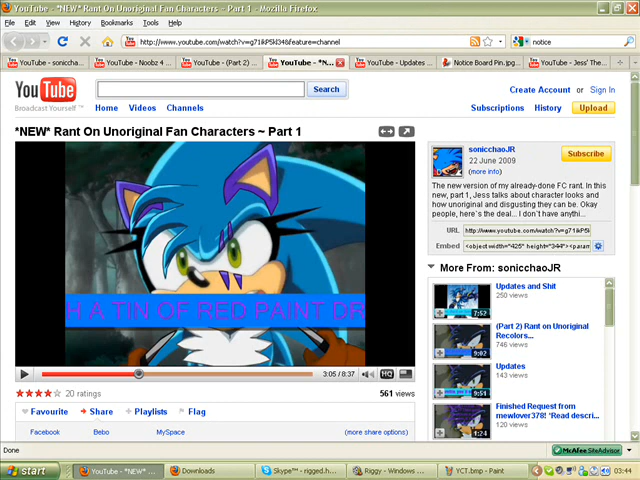 YouTube - *NEW* Rant On Unoriginal Fan Characters ~ Part 1 - Mozilla Firefox
File Edit View History Bookmarks Tools Help
http://www.youtube.com/watch?v=g71ikP5kl34&feature=channel
notice
YouTube - sonicchao...
YouTube - Noobz 4 ...
YouTube - (Part 2) ...
YouTube - *N...
YouTube - Updates ...
Notice Board Pin.jpg...
YouTube - Jess' The...
YouTube
Broadcast Yourself™
Search
Create Account or Sign In
Home Videos Channels
Subscriptions History Upload
*NEW* Rant On Unoriginal Fan Characters ~ Part 1
H A TIN OF RED PAINT DR
3:05 / 8:37
HQ
20 ratings
561 views
Favourite Share Playlists Flag
Facebook Bebo MySpace (more share options)
sonicchaoJR
22 June 2009
(more info)
Subscribe
The new version of my already-done FC rant. In this
new, part 1, Jess talks about character looks and
how unoriginal and disgusting they can be. Okay
people, here`s the deal... I don`t have anythi...
URL http://www.youtube.com/watch?v=g71ikP5kl
Embed <object width="425" height="344"><param
More From: sonicchaoJR
Updates and Shit
250 views
7:52
(Part 2) Rant on Unoriginal
Recolors...
746 views
9:02
Updates
143 views
9:51
Finished Request from
mewlover378! 'Read descri...
120 views
1:24
Done
McAfee SiteAdvisor
start
YouTube - *NEW* ...
Downloads
Skype™ - rigged.h...
Riggy - Windows ...
YCT.bmp - Paint
03:44